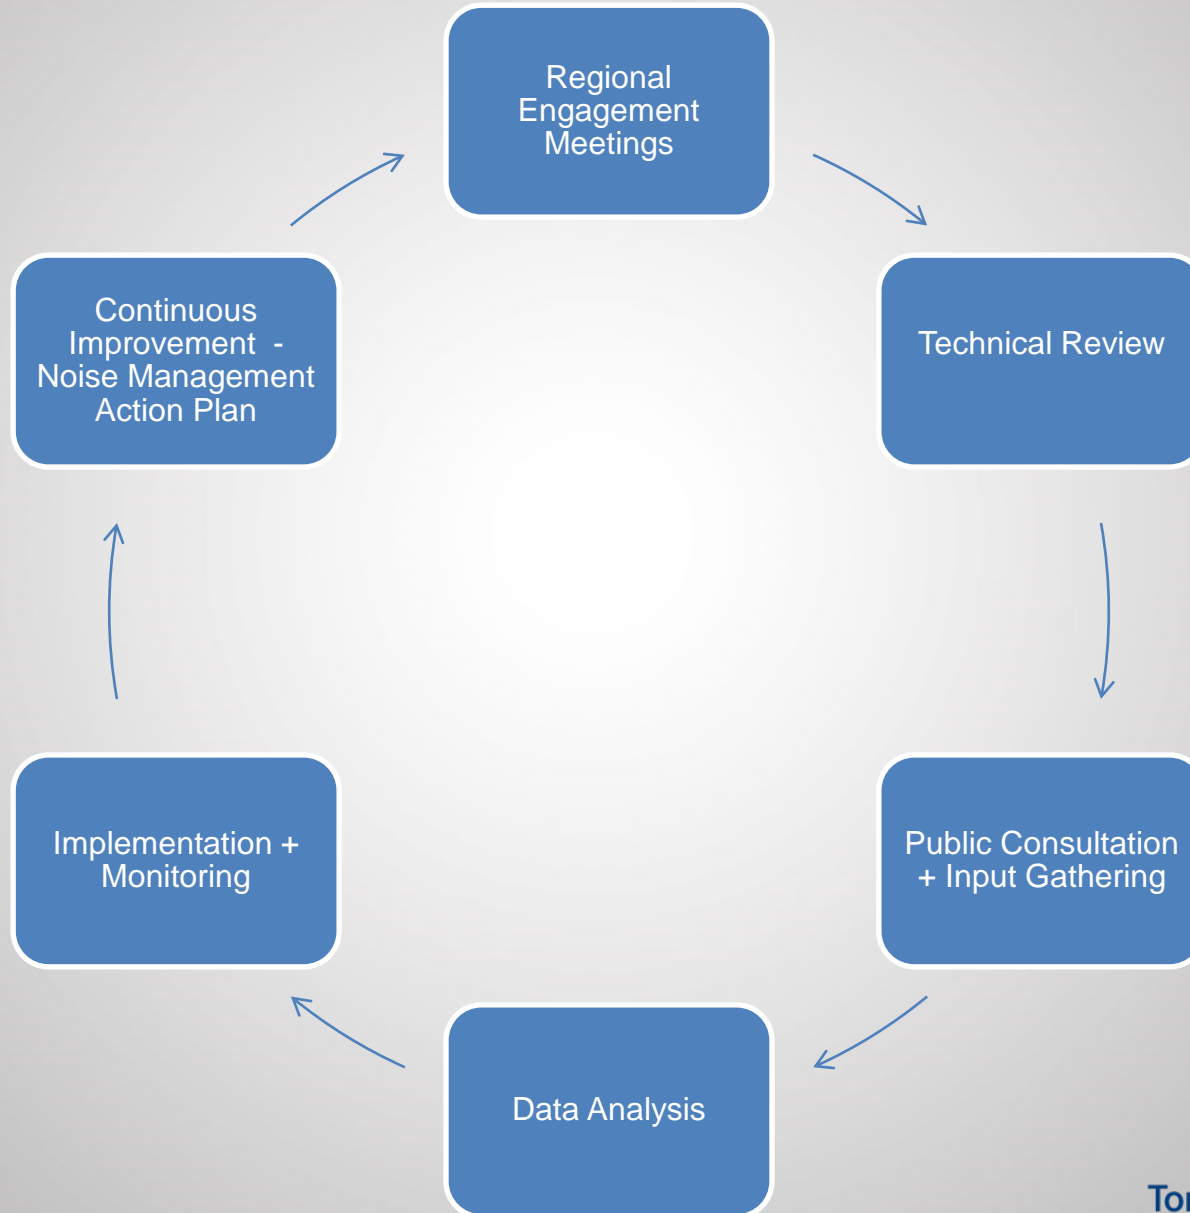 Regional
Engagement
Meetings
Technical Review
Public Consultation
+ Input Gathering
Data Analysis
Implementation +
Monitoring
Continuous
Improvement -
Noise Management
Action Plan